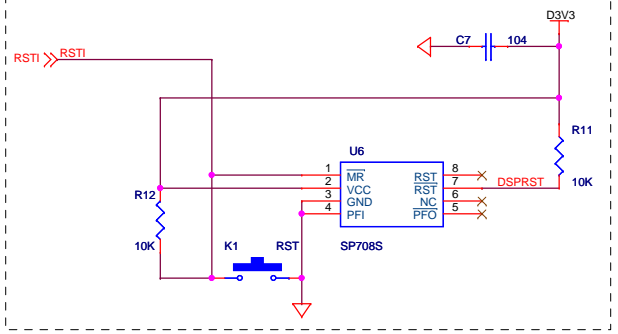 D3V3
C7 104
RSTI RSTI
R11
U6
1 MR RST 8
2 VCC RST 7 DSPRST 10K
3 GND NC 6
4 PFI PFO 5
R12
10K K1 RST SP708S